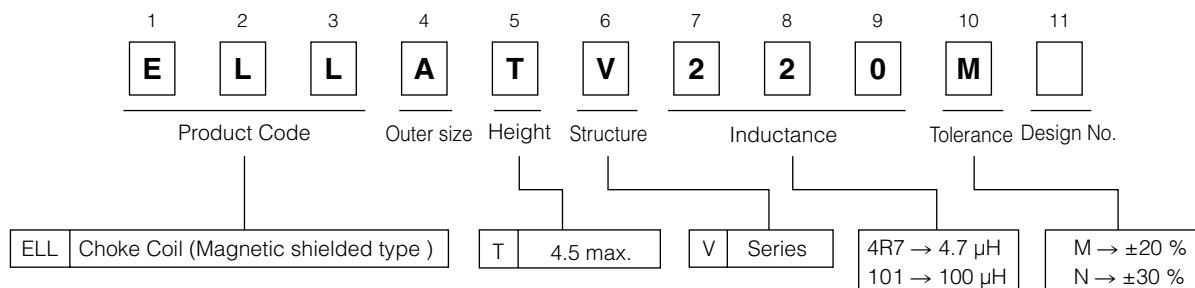 1 2 3 4 5 6 7 8 9 10 11
E L L A T V 2 2 0 M
Product Code Outer size Height Structure Inductance Tolerance Design No.
ELL Choke Coil (Magnetic shielded type ) T 4.5 max. V Series 4R7 → 4.7 µH M → ±20 %
101 → 100 µH N → ±30 %